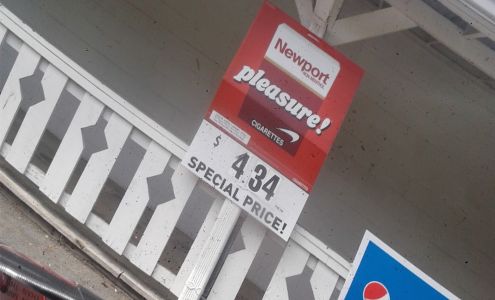 Newport
pleasure!
CIGARETTES
$ 4.34
SPECIAL PRICE!